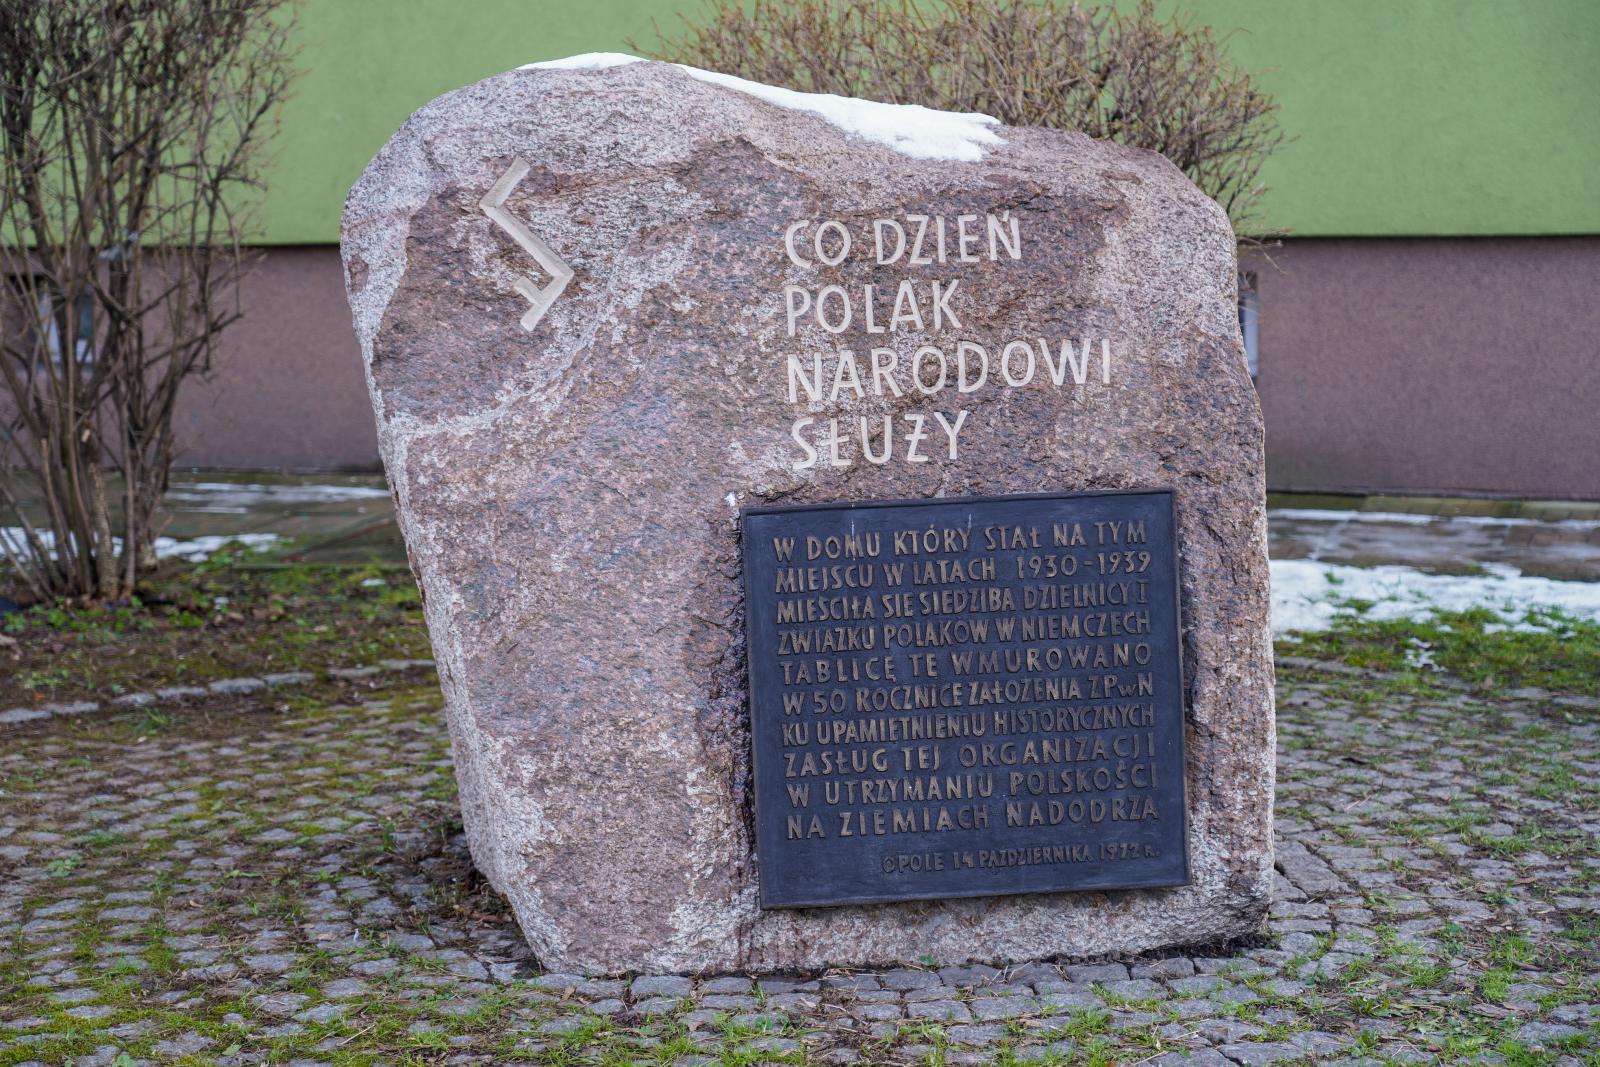 CO DZIEŃ
POLAK
NARODOWI
SŁUŻY
W DOMU KTÓRY STAŁ NA TYM
MIEJSCU W LATACH 1930-1939
MIEŚCIŁA SIĘ SIEDZIBA DZIELNICY I
ZWIĄZKU POLAKÓW W NIEMCZECH
TABLICĘ TĘ WMUROWANO
W 50 ROCZNICĘ ZAŁOŻENIA Z.PwN
KU UPAMIĘTNIENIU HISTORYCZNYCH
ZASŁUG TEJ ORGANIZACJI
W UTRZYMANIU POLSKOŚCI
NA ZIEMIACH NADODRZA
OPOLE 14 PAŹDZIERNIKA 1972 R.